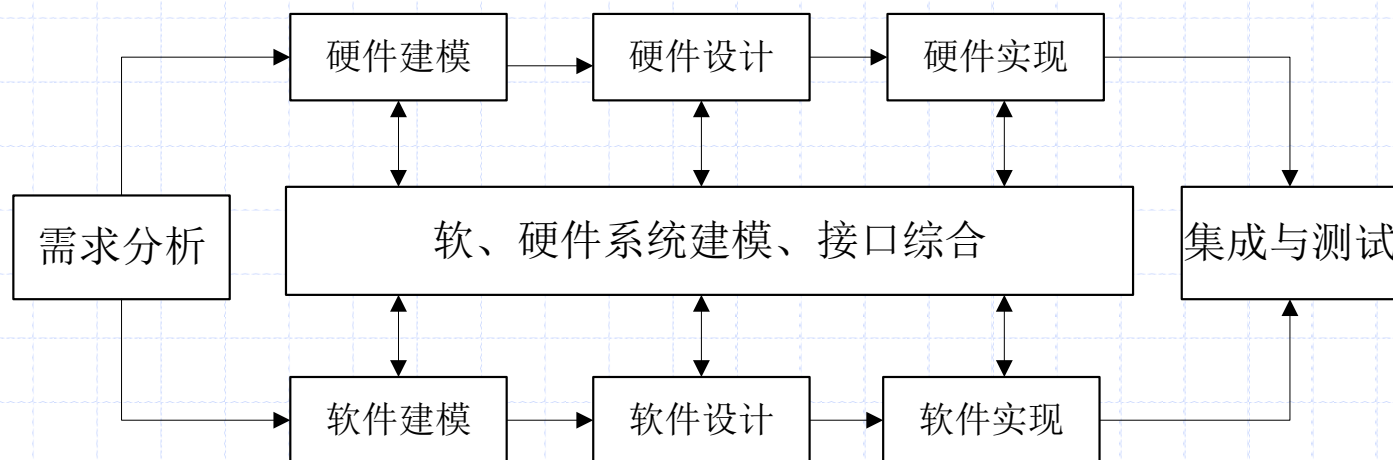 硬件建模
硬件设计
硬件实现
需求分析
软、硬件系统建模、接口综合
集成与测试
软件建模
软件设计
软件实现